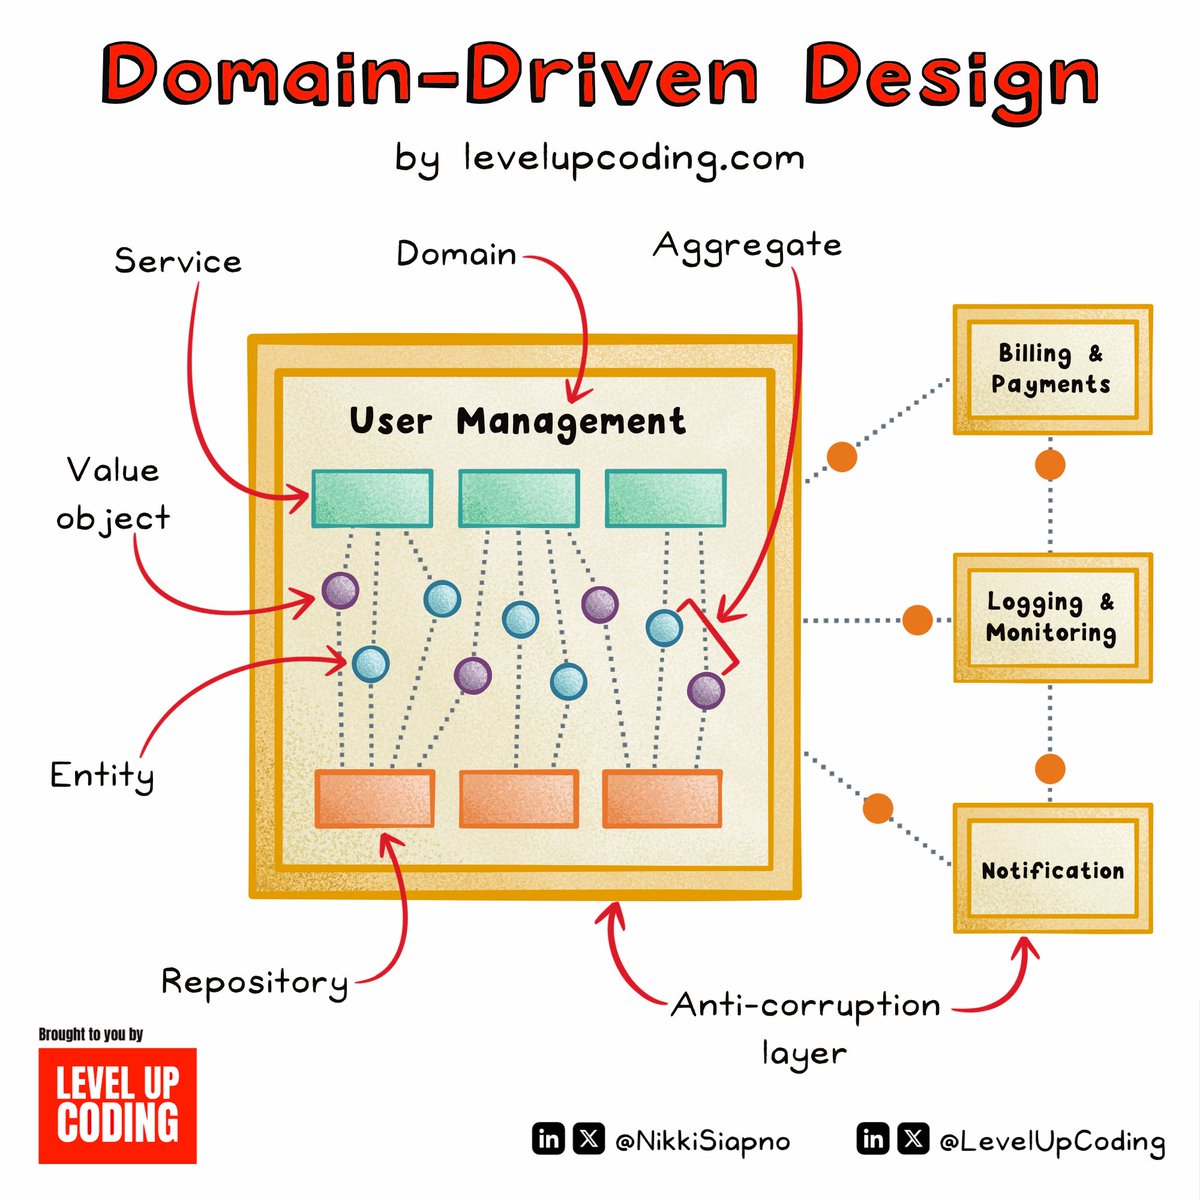 Domain-Driven Design
by levelupcoding.com
Service
Domain
Aggregate
Value
object
Entity
User Management
Billing &
Payments
Logging &
Monitoring
Notification
Repository
Anti-corruption
layer
Brought to you by
LEVEL UP
CODING
in X @NikkiSiapno
in X @LevelUpCoding